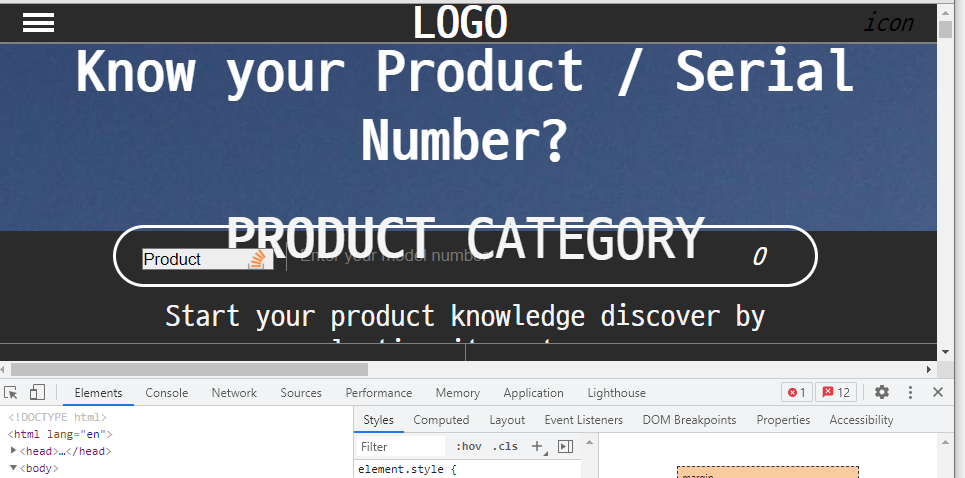 LOGO
icon
Know your Product / Serial
Number?
PRODUCT CATEGORY
Product
Enter your model number
0
Start your product knowledge discover by
Elements Console Network Sources Performance Memory Application Lighthouse 1 12
<!DOCTYPE html>
<html lang="en">
<head>…</head>
<body>
Styles Computed Layout Event Listeners DOM Breakpoints Properties Accessibility
Filter :hov .cls
element.style {
margin